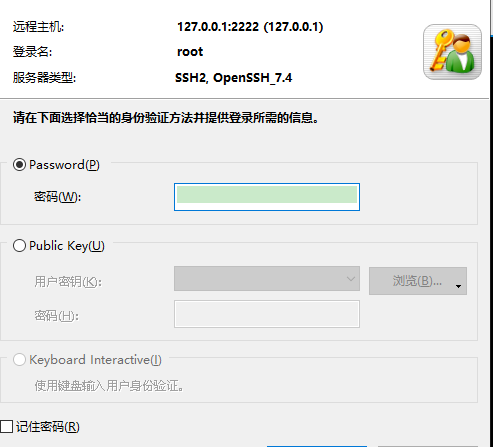 远程主机: 127.0.0.1:2222 (127.0.0.1)
登录名: root
服务器类型: SSH2, OpenSSH_7.4
请在下面选择恰当的身份验证方法并提供登录所需的信息。
Password(P)
密码(W):
Public Key(U)
用户密钥(K): 浏览(B)...
密码(H):
Keyboard Interactive(I)
使用键盘输入用户身份验证。
记住密码(R)